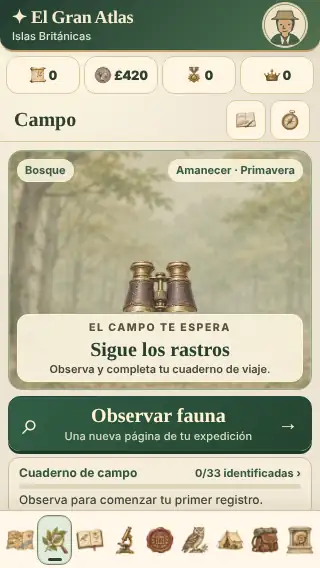 ✦ El Gran Atlas
Islas Británicas
0
£420
0
0
Campo
Bosque
Amanecer · Primavera
EL CAMPO TE ESPERA
Sigue los rastros
Observa y completa tu cuaderno de viaje.
Observar fauna
Una nueva página de tu expedición
→
Cuaderno de campo
0/33 identificadas ›
Observa para comenzar tu primer registro.